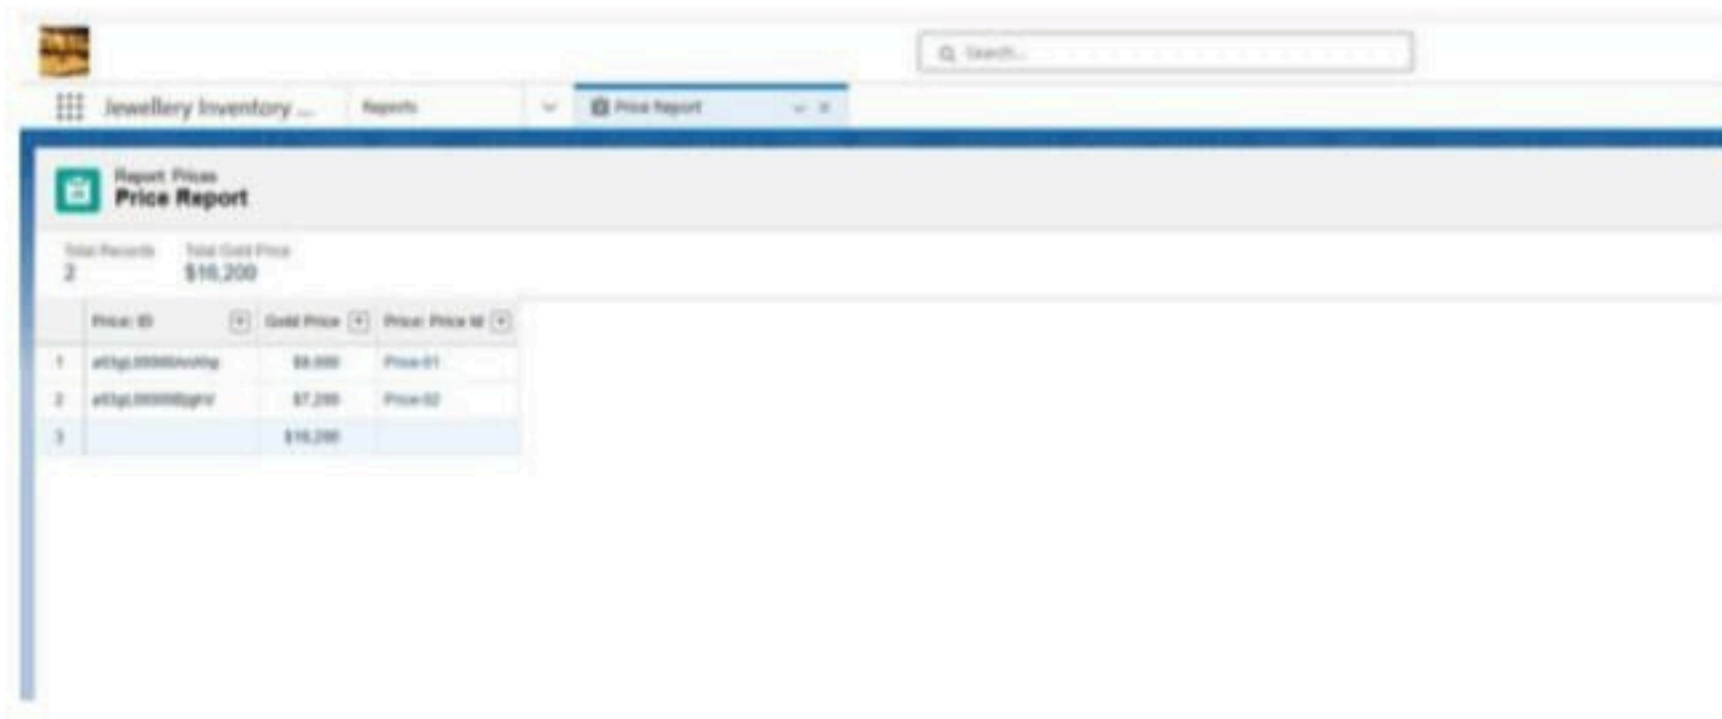 Search...
Jewellery Inventory ...
Reports
Price Report
Report: Prices
Price Report
Total Records
Total Gold Price
2
$16,200
Price: ID
Gold Price
Price: Price Id
1
$9,000
Price-01
2
$7,200
Price-02
3
$16,200